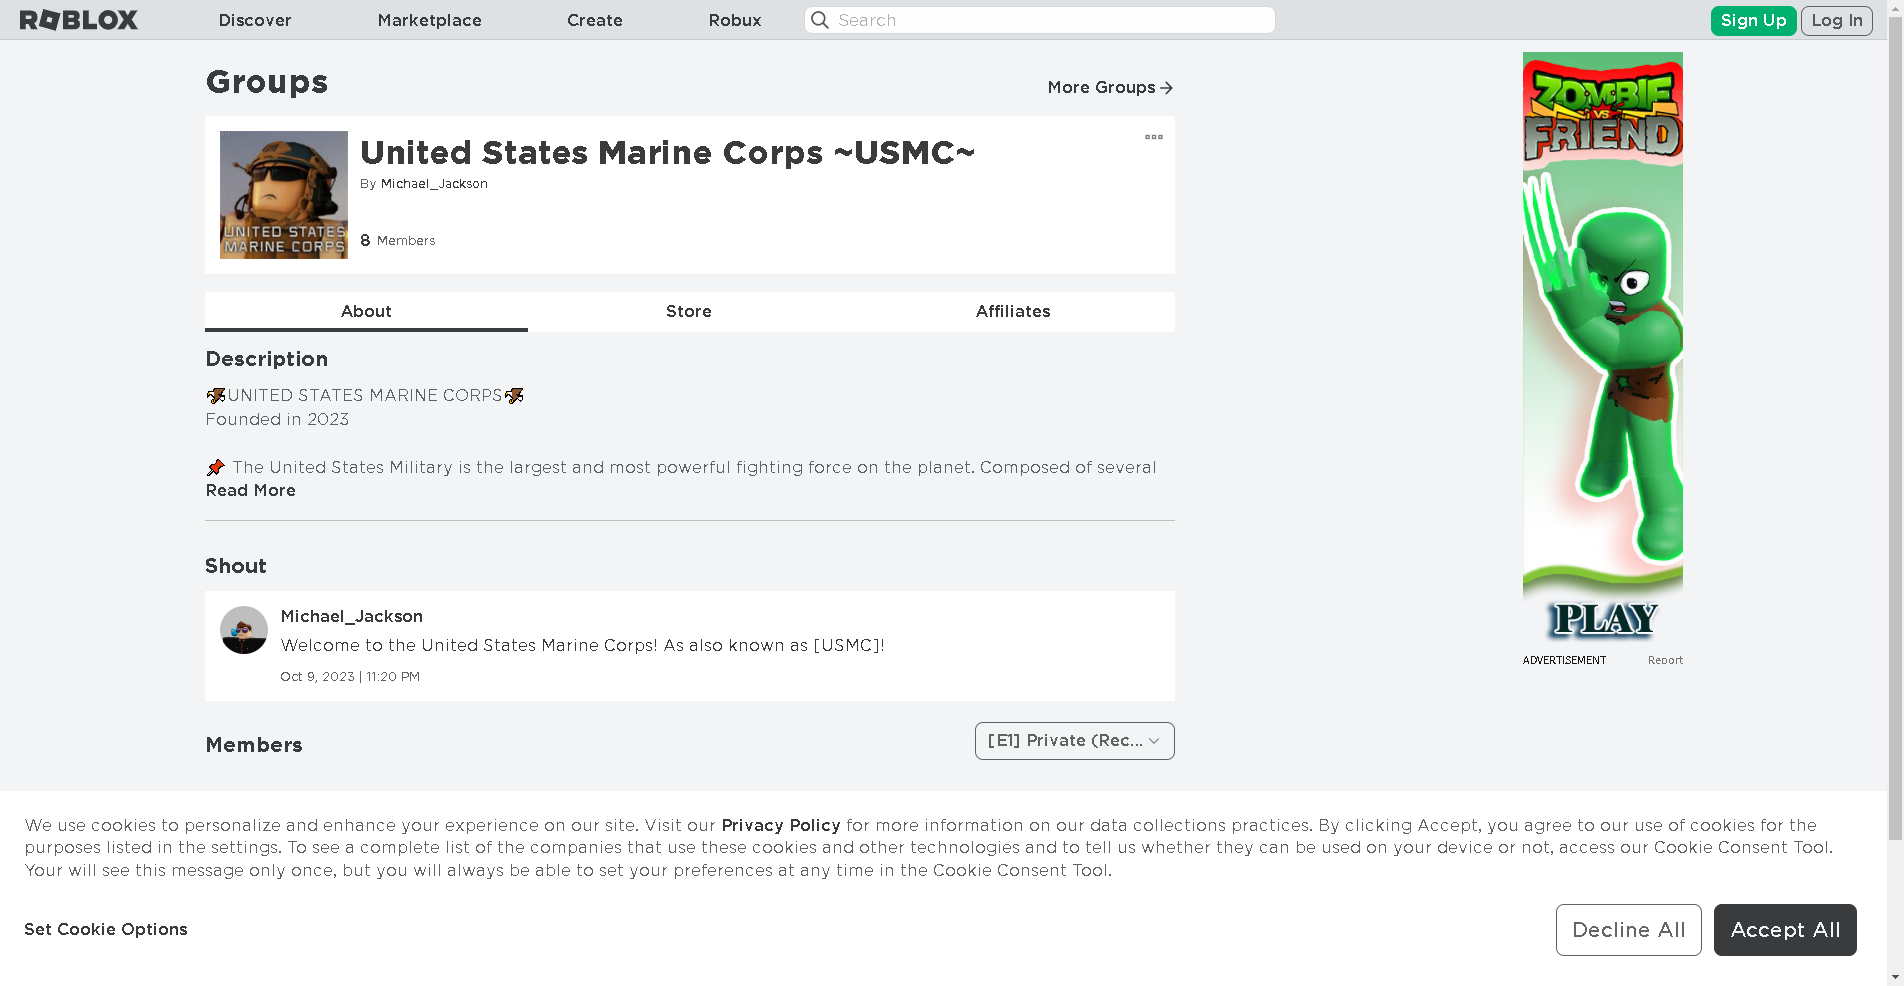 ROBLOX
Discover
Marketplace
Create
Robux
Search
Sign Up
Log In
Groups
More Groups
UNITED STATES
MARINE CORPS
United States Marine Corps ~USMC~
By Michael_Jackson
8 Members
About
Store
Affiliates
Description
UNITED STATES MARINE CORPS
Founded in 2023
The United States Military is the largest and most powerful fighting force on the planet. Composed of several
Read More
Shout
Michael_Jackson
Welcome to the United States Marine Corps! As also known as [USMC]!
Oct 9, 2023 | 11:20 PM
Members
[E1] Private (Rec...
ZOMBIE
VS
FRIEND
PLAY
ADVERTISEMENT
Report
We use cookies to personalize and enhance your experience on our site. Visit our Privacy Policy for more information on our data collections practices. By clicking Accept, you agree to our use of cookies for the
purposes listed in the settings. To see a complete list of the companies that use these cookies and other technologies and to tell us whether they can be used on your device or not, access our Cookie Consent Tool.
Your will see this message only once, but you will always be able to set your preferences at any time in the Cookie Consent Tool.
Set Cookie Options
Decline All
Accept All